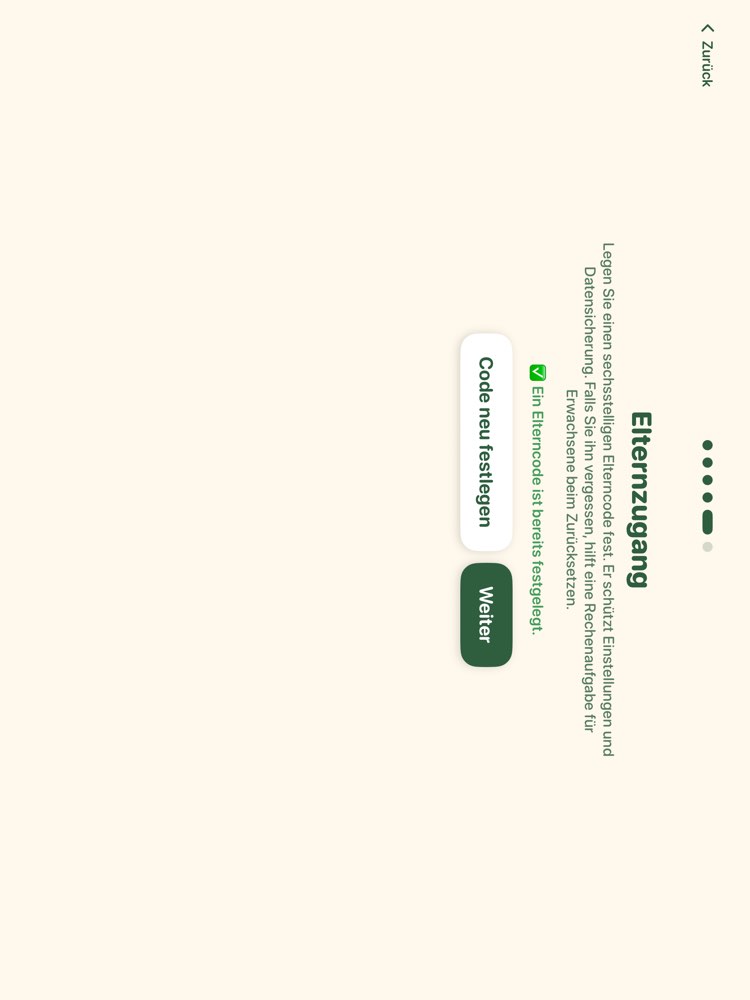 Zurück
Elternzugang
Legen Sie einen sechsstelligen Elterncode fest. Er schützt Einstellungen und
Datensicherung. Falls Sie ihn vergessen, hilft eine Rechenaufgabe für
Erwachsene beim Zurücksetzen.
✅ Ein Elterncode ist bereits festgelegt.
Code neu festlegen
Weiter